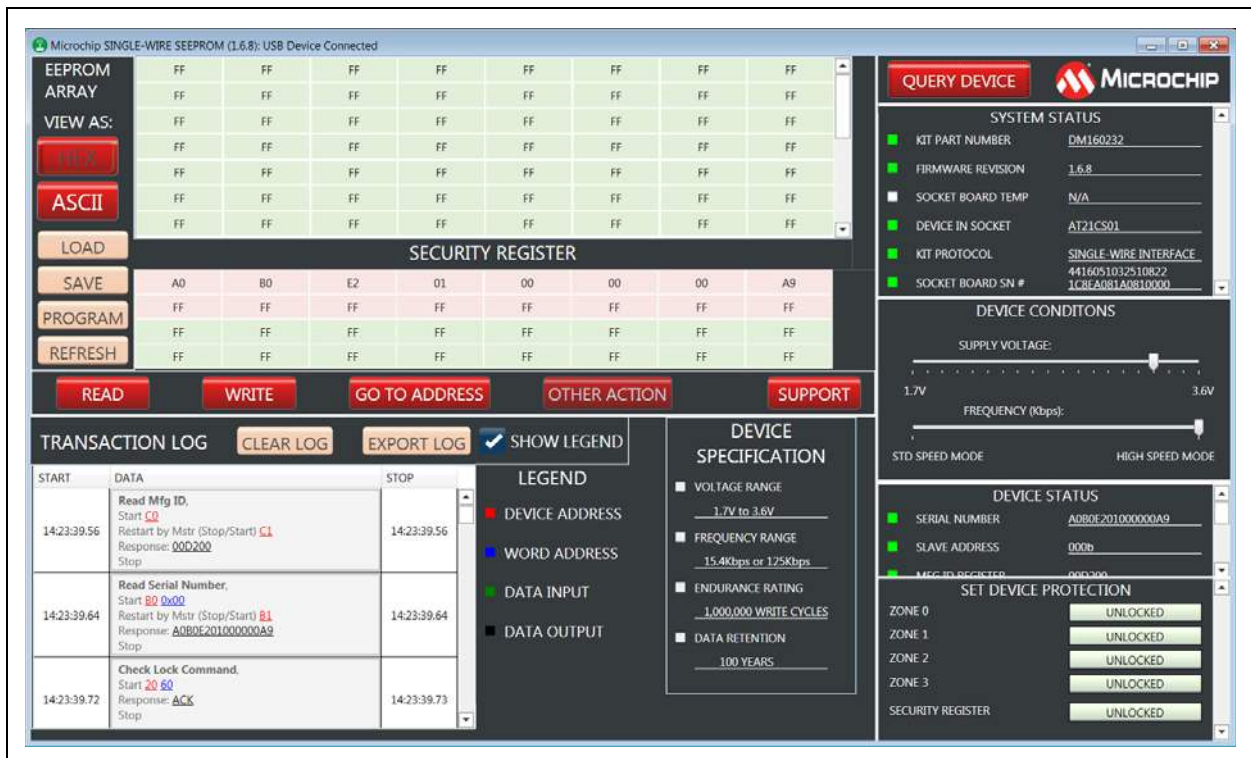 Microchip SINGLE-WIRE SEEPROM (1.6.8): USB Device Connected
EEPROM ARRAY
VIEW AS:
HEX
ASCII
LOAD
SAVE
PROGRAM
REFRESH
FF FF FF FF FF FF FF FF
FF FF FF FF FF FF FF FF
FF FF FF FF FF FF FF FF
FF FF FF FF FF FF FF FF
FF FF FF FF FF FF FF FF
FF FF FF FF FF FF FF FF
FF FF FF FF FF FF FF FF
SECURITY REGISTER
A0 B0 E2 01 00 00 00 A9
FF FF FF FF FF FF FF FF
FF FF FF FF FF FF FF FF
FF FF FF FF FF FF FF FF
READ WRITE GO TO ADDRESS OTHER ACTION SUPPORT
TRANSACTION LOG CLEAR LOG EXPORT LOG SHOW LEGEND
START DATA STOP
14:23:39.56
Read Mfg ID,
Start C0
Restart by Mstr (Stop/Start) C1
Response: 00D200
Stop
14:23:39.56
14:23:39.64
Read Serial Number,
Start B0 0x00
Restart by Mstr (Stop/Start) B1
Response: A0B0E201000000A9
Stop
14:23:39.64
14:23:39.72
Check Lock Command,
Start 20 60
Response: ACK
Stop
14:23:39.73
LEGEND
DEVICE ADDRESS
WORD ADDRESS
DATA INPUT
DATA OUTPUT
DEVICE
SPECIFICATION
VOLTAGE RANGE
1.7V to 3.6V
FREQUENCY RANGE
15.4Kbps or 125Kbps
ENDURANCE RATING
1,000,000 WRITE CYCLES
DATA RETENTION
100 YEARS
QUERY DEVICE
MICROCHIP
SYSTEM STATUS
KIT PART NUMBER DM160232
FIRMWARE REVISION 1.6.8
SOCKET BOARD TEMP N/A
DEVICE IN SOCKET AT21CS01
KIT PROTOCOL SINGLE-WIRE INTERFACE
SOCKET BOARD SN # 4416051032510822
1C8EA081A0810000
DEVICE CONDITONS
SUPPLY VOLTAGE:
1.7V 3.6V
FREQUENCY (Kbps):
STD SPEED MODE HIGH SPEED MODE
DEVICE STATUS
SERIAL NUMBER A0B0E201000000A9
SLAVE ADDRESS 000b
MFG ID REGISTER 00D200
SET DEVICE PROTECTION
ZONE 0 UNLOCKED
ZONE 1 UNLOCKED
ZONE 2 UNLOCKED
ZONE 3 UNLOCKED
SECURITY REGISTER UNLOCKED